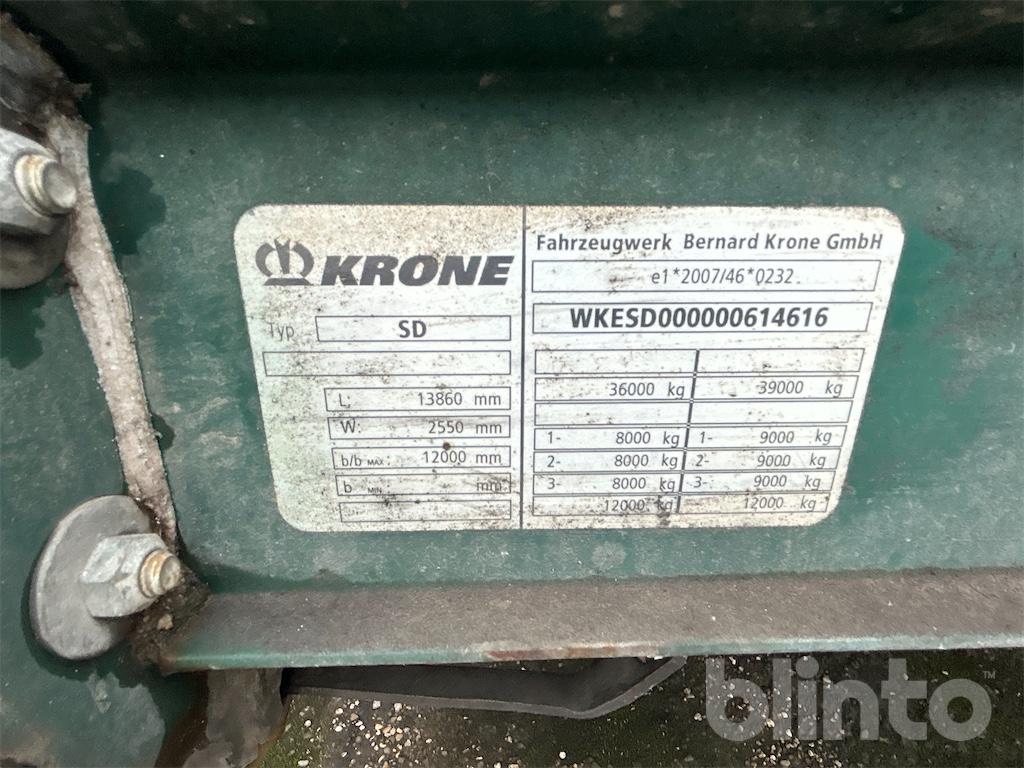 KRONE
Typ SD
L: 13860 mm
W: 2550 mm
b/b MAX: 12000 mm
b MIN mm
Fahrzeugwerk Bernard Krone GmbH
e1*2007/46*0232
WKESD000000614616
36000 kg 39000 kg
1- 8000 kg 1- 9000 kg
2- 8000 kg 2- 9000 kg
3- 8000 kg 3- 9000 kg
12000 kg 12000 kg
blinto™